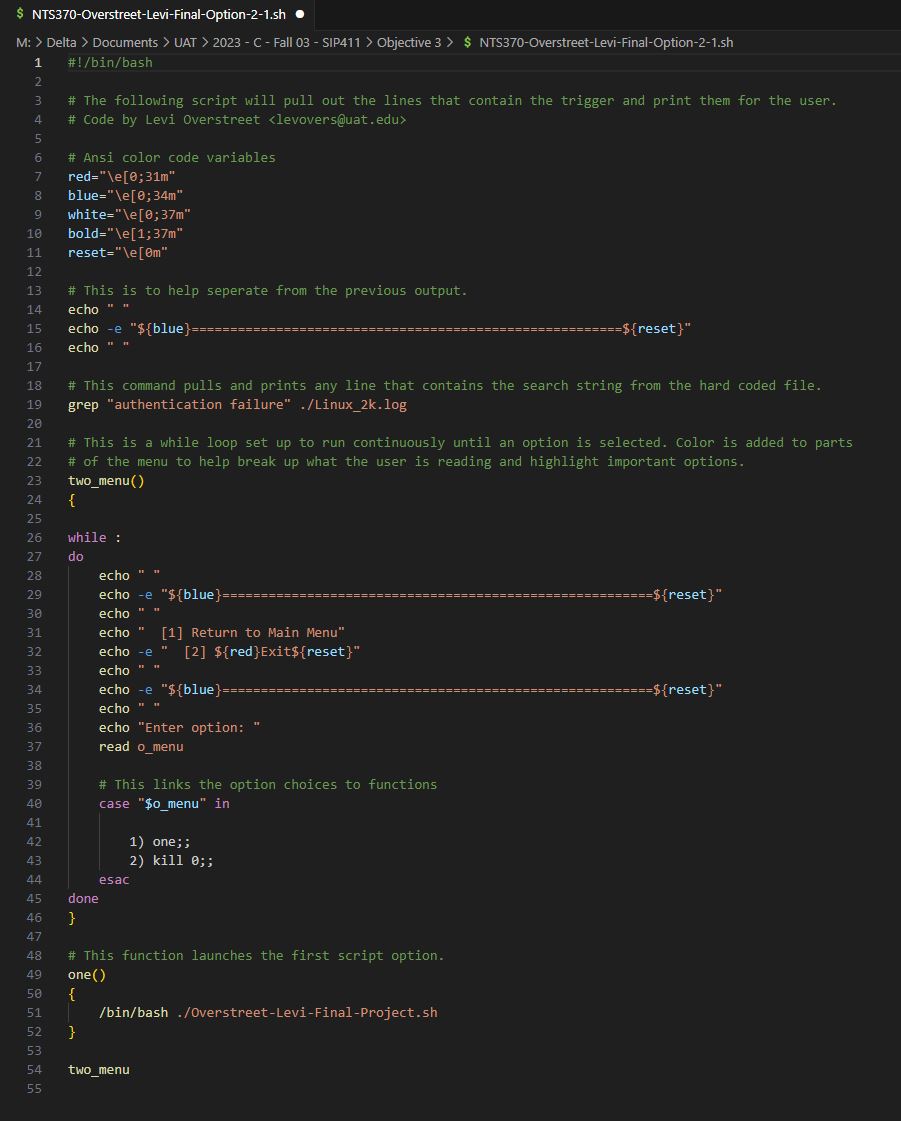 $ NTS370-Overstreet-Levi-Final-Option-2-1.sh ●
M: > Delta > Documents > UAT > 2023 - C - Fall 03 - SIP411 > Objective 3 > $ NTS370-Overstreet-Levi-Final-Option-2-1.sh
1 #!/bin/bash
2
3 # The following script will pull out the lines that contain the trigger and print them for the user.
4 # Code by Levi Overstreet <levovers@uat.edu>
5
6 # Ansi color code variables
7 red="\e[0;31m"
8 blue="\e[0;34m"
9 white="\e[0;37m"
10 bold="\e[1;37m"
11 reset="\e[0m"
12
13 # This is to help seperate from the previous output.
14 echo " "
15 echo -e "${blue}========================================================${reset}"
16 echo " "
17
18 # This command pulls and prints any line that contains the search string from the hard coded file.
19 grep "authentication failure" ./Linux_2k.log
20
21 # This is a while loop set up to run continuously until an option is selected. Color is added to parts
22 # of the menu to help break up what the user is reading and highlight important options.
23 two_menu()
24 {
25
26 while :
27 do
28     echo " "
29     echo -e "${blue}========================================================${reset}"
30     echo " "
31     echo "  [1] Return to Main Menu"
32     echo -e "  [2] ${red}Exit${reset}"
33     echo " "
34     echo -e "${blue}========================================================${reset}"
35     echo " "
36     echo "Enter option: "
37     read o_menu
38
39     # This links the option choices to functions
40     case "$o_menu" in
41
42         1) one;;
43         2) kill 0;;
44     esac
45 done
46 }
47
48 # This function launches the first script option.
49 one()
50 {
51     /bin/bash ./Overstreet-Levi-Final-Project.sh
52 }
53
54 two_menu
55